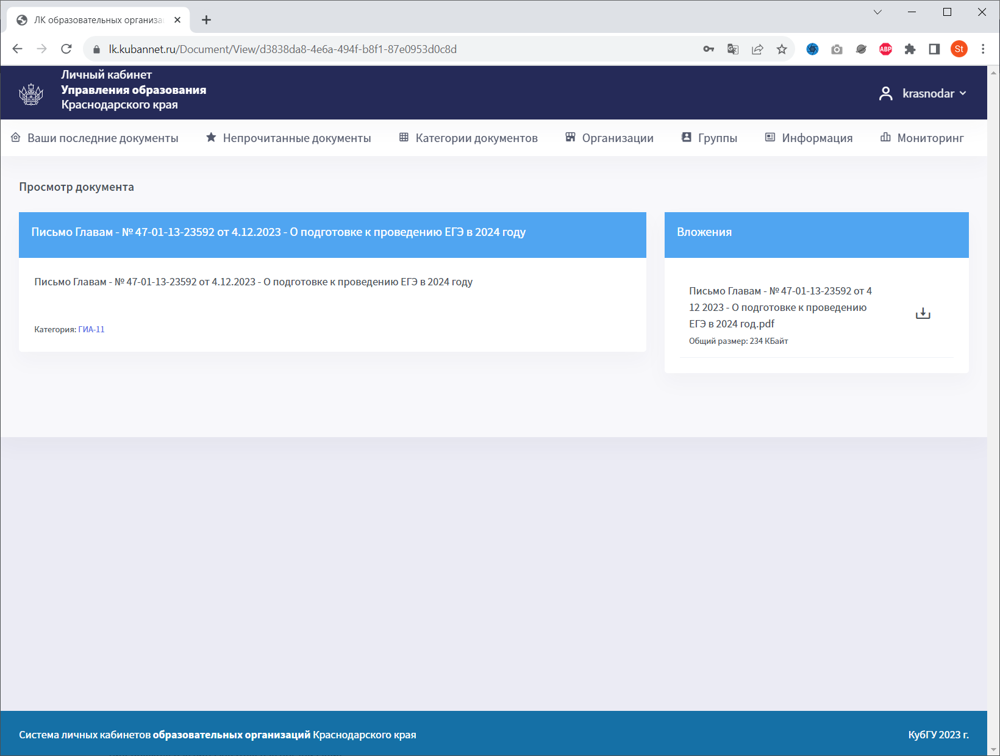 ЛК образовательных организа
lk.kubannet.ru/Document/View/d3838da8-4e6a-494f-b8f1-87e0953d0c8d
ABP
St
Личный кабинет
Управления образования
Краснодарского края
krasnodar
Ваши последние документы
Непрочитанные документы
Категории документов
Организации
Группы
Информация
Мониторинг
Просмотр документа
Письмо Главам - № 47-01-13-23592 от 4.12.2023 - О подготовке к проведению ЕГЭ в 2024 году
Письмо Главам - № 47-01-13-23592 от 4.12.2023 - О подготовке к проведению ЕГЭ в 2024 году
Категория: ГИА-11
Вложения
Письмо Главам - № 47-01-13-23592 от 4
12 2023 - О подготовке к проведению
ЕГЭ в 2024 год.pdf
Общий размер: 234 КБайт
Система личных кабинетов образовательных организаций Краснодарского края
КубГУ 2023 г.